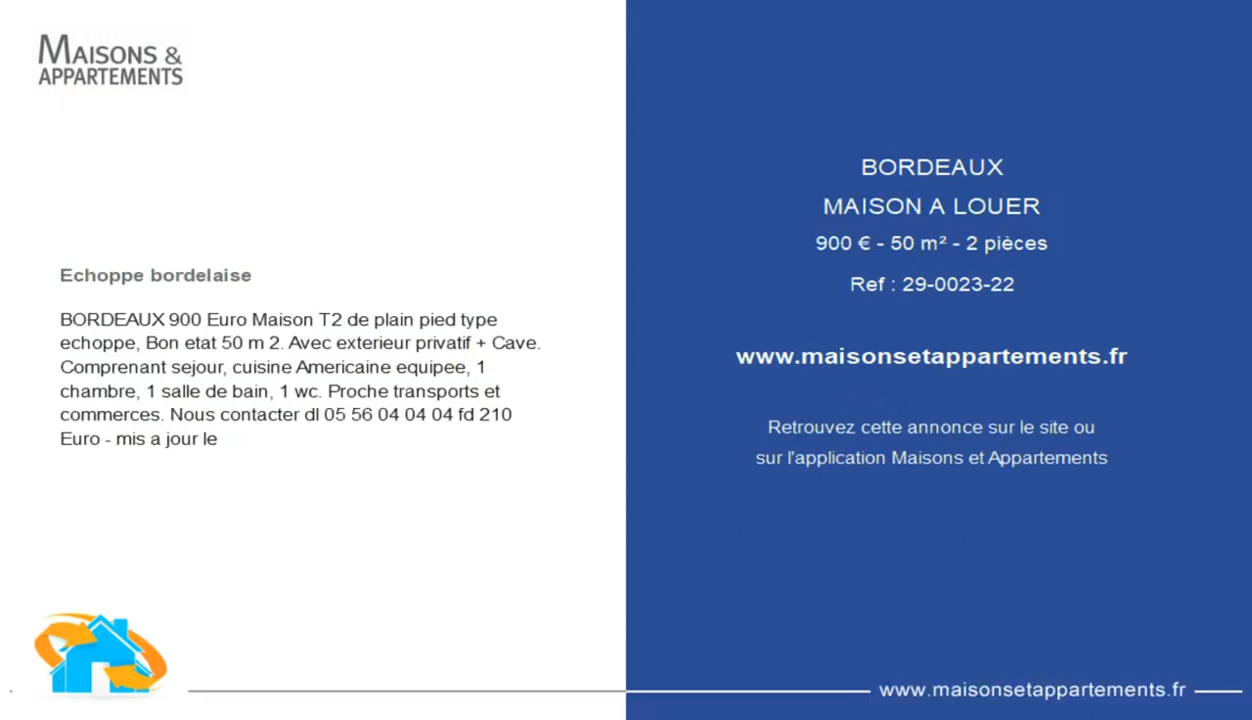 MAISONS &
APPARTEMENTS
Echoppe bordelaise
BORDEAUX 900 Euro Maison T2 de plain pied type
echoppe, Bon etat 50 m 2. Avec exterieur privatif + Cave.
Comprenant sejour, cuisine Americaine equipee, 1
chambre, 1 salle de bain, 1 wc. Proche transports et
commerces. Nous contacter dl 05 56 04 04 04 fd 210
Euro - mis a jour le
BORDEAUX
MAISON A LOUER
900 € - 50 m² - 2 pièces
Ref : 29-0023-22
www.maisonsetappartements.fr
Retrouvez cette annonce sur le site ou
sur l'application Maisons et Appartements
www.maisonsetappartements.fr